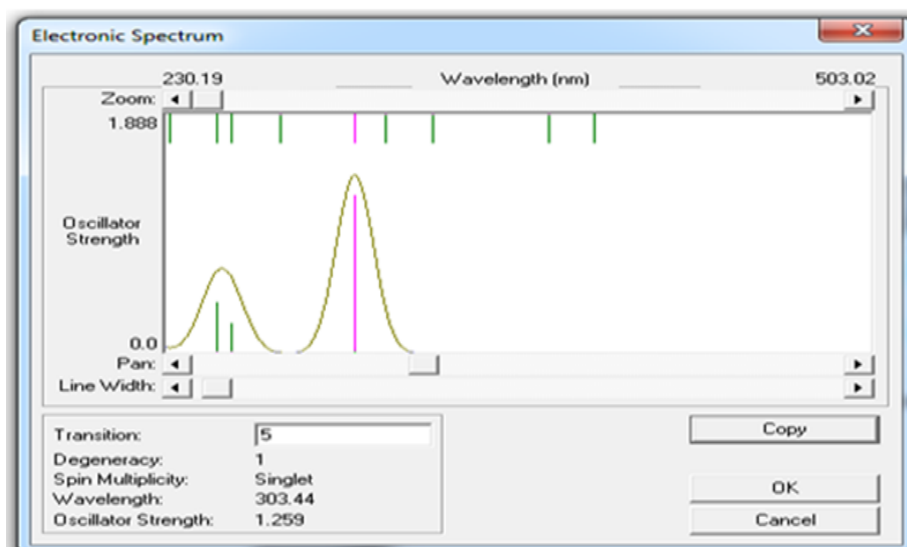 Electronic Spectrum
230.19 Wavelength (nm) 503.02
Zoom:
1.888
Oscillator
Strength
0.0
Pan:
Line Width:
Transition: 5
Degeneracy: 1
Spin Multiplicity: Singlet
Wavelength: 303.44
Oscillator Strength: 1.259
Copy
OK
Cancel